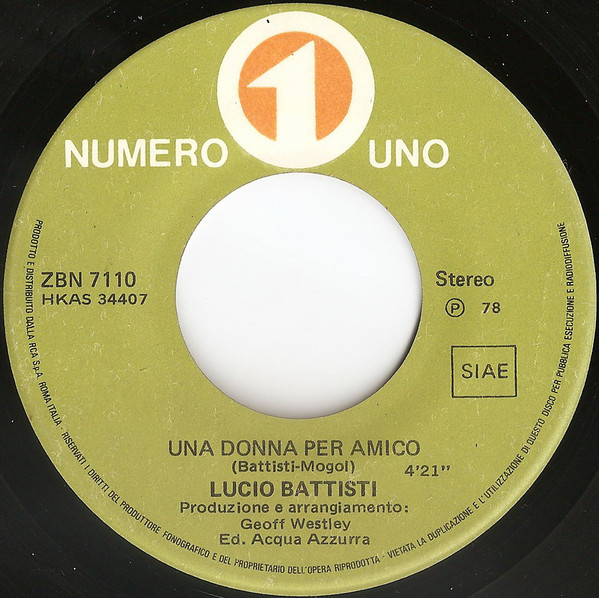 1
NUMERO UNO
ZBN 7110
HKAS 34407
Stereo
Ⓟ 78
SIAE
UNA DONNA PER AMICO
(Battisti-Mogol) 4'21"
LUCIO BATTISTI
Produzione e arrangiamento:
Geoff Westley
Ed. Acqua Azzurra
PRODOTTO E DISTRIBUITO DALLA RCA S.p.A. ROMA ITALIA - RISERVATI I DIRITTI DEL PRODUTTORE FONOGRAFICO E DEL PROPRIETARIO DELL'OPERA RIPRODOTTA - VIETATA LA DUPLICAZIONE E L'UTILIZZAZIONE DI QUESTO DISCO PER PUBBLICA ESECUZIONE E RADIODIFFUSIONE